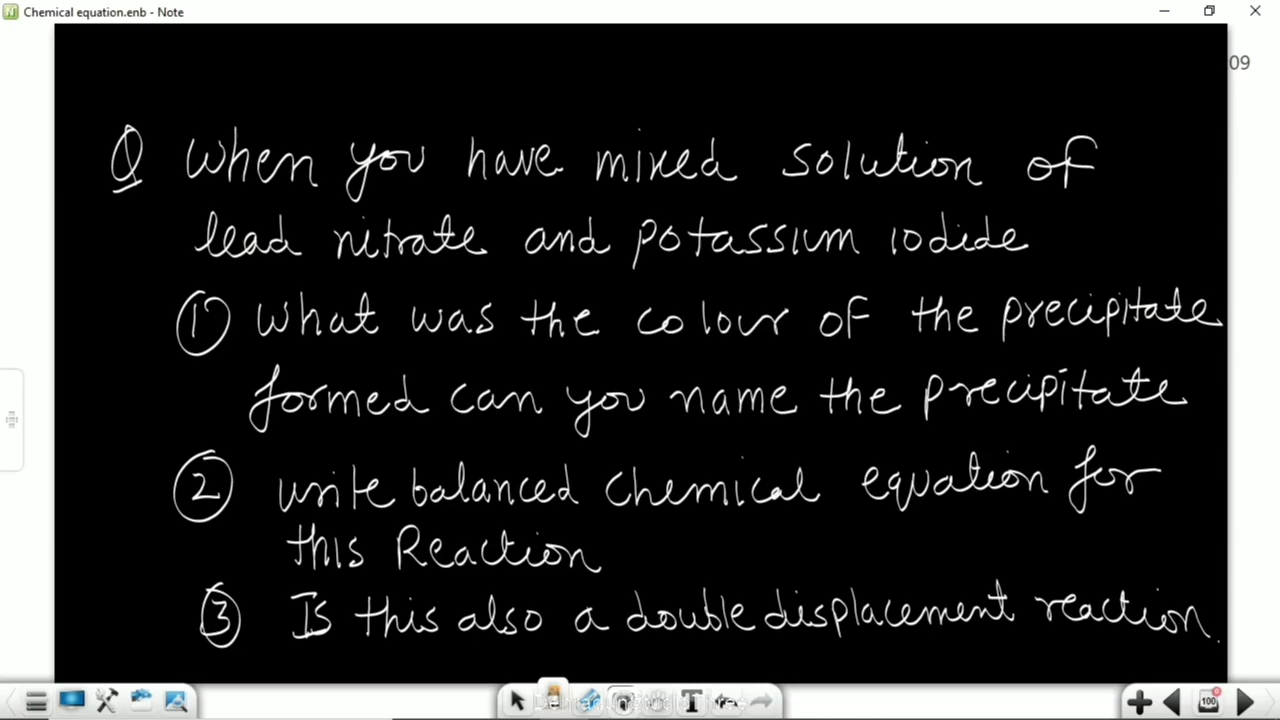 Chemical equation.enb - Note
09
Q When you have mixed solution of
lead nitrate and potassium iodide
① What was the colour of the precipitate
formed can you name the precipitate
② write balanced chemical equation for
this Reaction
③ Is this also a double displacement reaction.
T
100